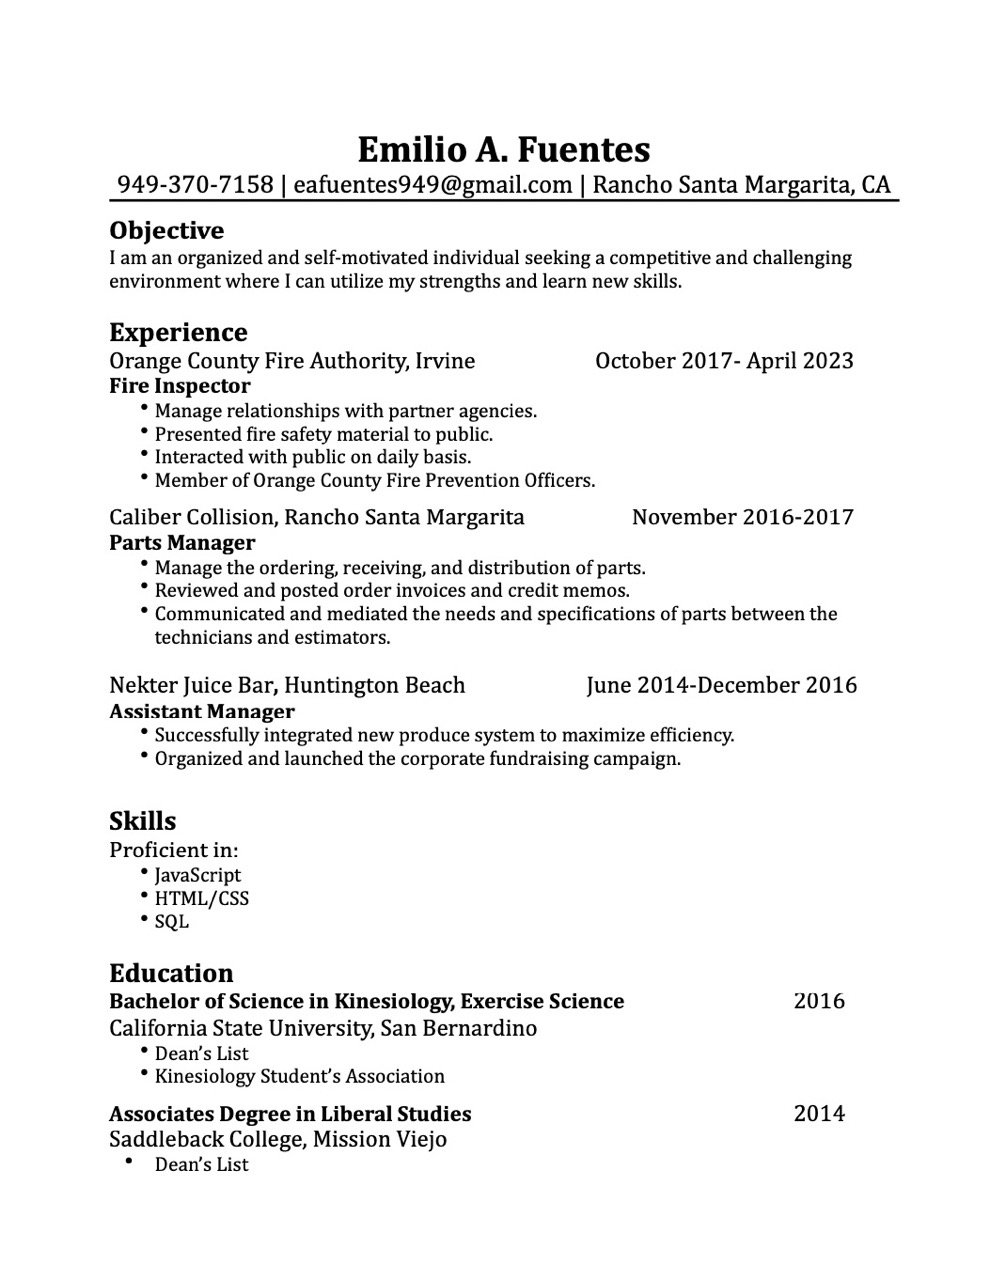 Emilio A. Fuentes
949-370-7158 | eafuentes949@gmail.com | Rancho Santa Margarita, CA
Objective
I am an organized and self-motivated individual seeking a competitive and challenging
environment where I can utilize my strengths and learn new skills.
Experience
Orange County Fire Authority, Irvine October 2017- April 2023
Fire Inspector
• Manage relationships with partner agencies.
• Presented fire safety material to public.
• Interacted with public on daily basis.
• Member of Orange County Fire Prevention Officers.
Caliber Collision, Rancho Santa Margarita November 2016-2017
Parts Manager
• Manage the ordering, receiving, and distribution of parts.
• Reviewed and posted order invoices and credit memos.
• Communicated and mediated the needs and specifications of parts between the
technicians and estimators.
Nekter Juice Bar, Huntington Beach June 2014-December 2016
Assistant Manager
• Successfully integrated new produce system to maximize efficiency.
• Organized and launched the corporate fundraising campaign.
Skills
Proficient in:
• JavaScript
• HTML/CSS
• SQL
Education
Bachelor of Science in Kinesiology, Exercise Science 2016
California State University, San Bernardino
• Dean’s List
• Kinesiology Student’s Association
Associates Degree in Liberal Studies 2014
Saddleback College, Mission Viejo
• Dean’s List